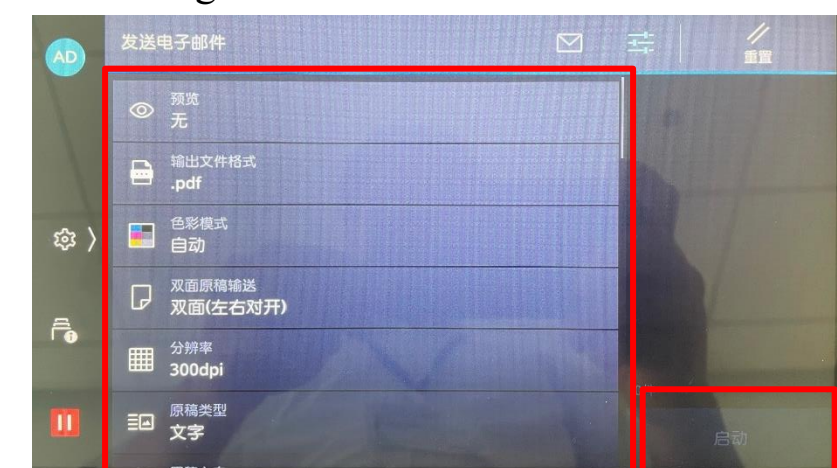 AD
发送电子邮件
重置
预览
无
输出文件格式
.pdf
色彩模式
自动
双面原稿输送
双面(左右对开)
分辨率
300dpi
原稿类型
文字
启动